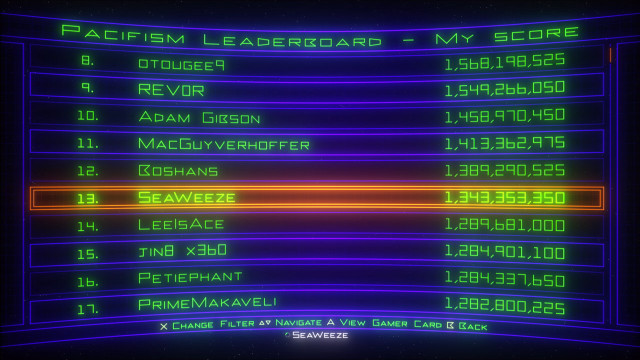 Pacifism Leaderboard - My score
8. otougee9 1,568,198,525
9. REV0R 1,549,266,050
10. Adam Gibson 1,458,970,450
11. MacGuyverhoffer 1,413,362,975
12. Boshans 1,389,290,525
13. SeaWeeze 1,343,353,350
14. LeeIsAce 1,289,681,000
15. jin8 x360 1,284,901,100
16. Petiephant 1,284,337,650
17. PrimeMakaveli 1,282,800,225
X Change Filter △▽ Navigate A View Gamer Card B Back
SeaWeeze